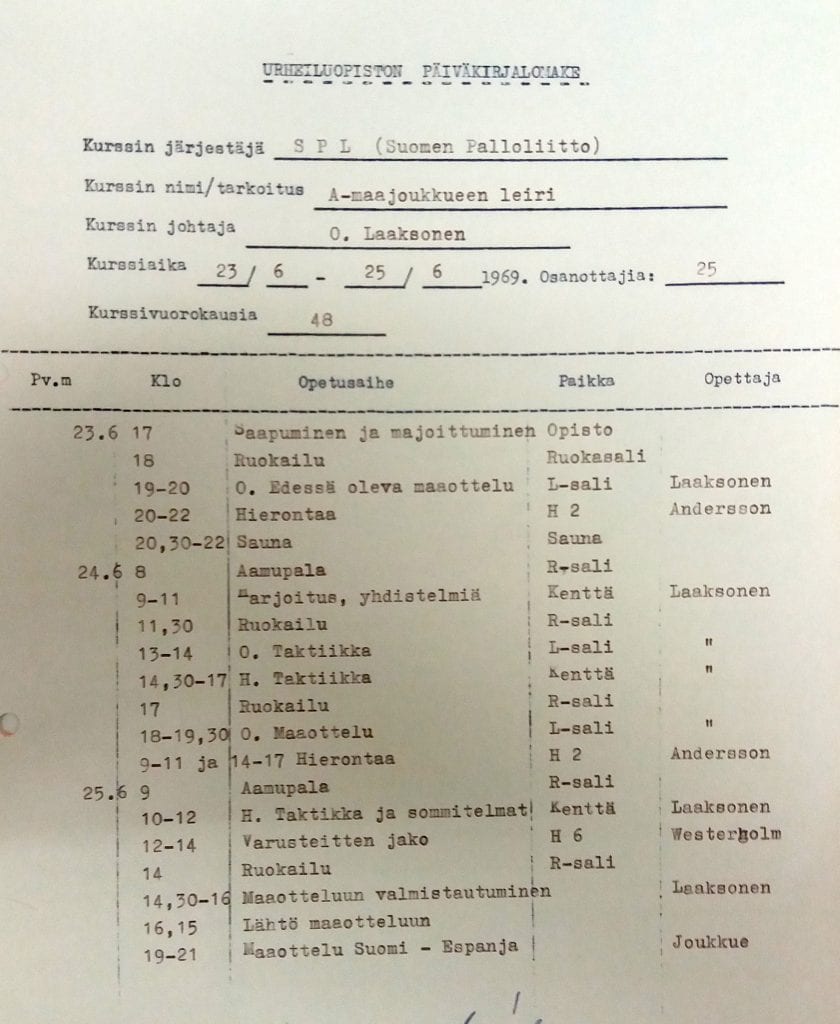 URHEILUOPISTON PÄIVÄKIRJALOMAKE
Kurssin järjestäjä S P L (Suomen Palloliitto)
Kurssin nimi/tarkoitus A-maajoukkueen leiri
Kurssin johtaja O. Laaksonen
Kurssiaika 23 / 6 - 25 / 6 1969. Osanottajia: 25
Kurssivuorokausia 48
Pv.m Klo Opetusaihe Paikka Opettaja
23.6 17 Saapuminen ja majoittuminen Opisto
18 Ruokailu Ruokasali
19-20 O. Edessä oleva maaottelu L-sali Laaksonen
20-22 Hierontaa H 2 Andersson
20,30-22 Sauna Sauna
24.6 8 Aamupala R-sali
9-11 Harjoitus, yhdistelmiä Kenttä Laaksonen
11,30 Ruokailu R-sali
13-14 O. Taktiikka L-sali "
14,30-17 H. Taktiikka Kenttä "
17 Ruokailu R-sali
18-19,30 O. Maaottelu L-sali "
9-11 ja 14-17 Hierontaa H 2 Andersson
25.6 9 Aamupala R-sali
10-12 H. Taktikka ja sommitelmat Kenttä Laaksonen
12-14 Varusteitten jako H 6 Westerholm
14 Ruokailu R-sali
14,30-16 Maaotteluun valmistautuminen Laaksonen
16,15 Lähtö maaotteluun
19-21 Maaottelu Suomi - Espanja Joukkue